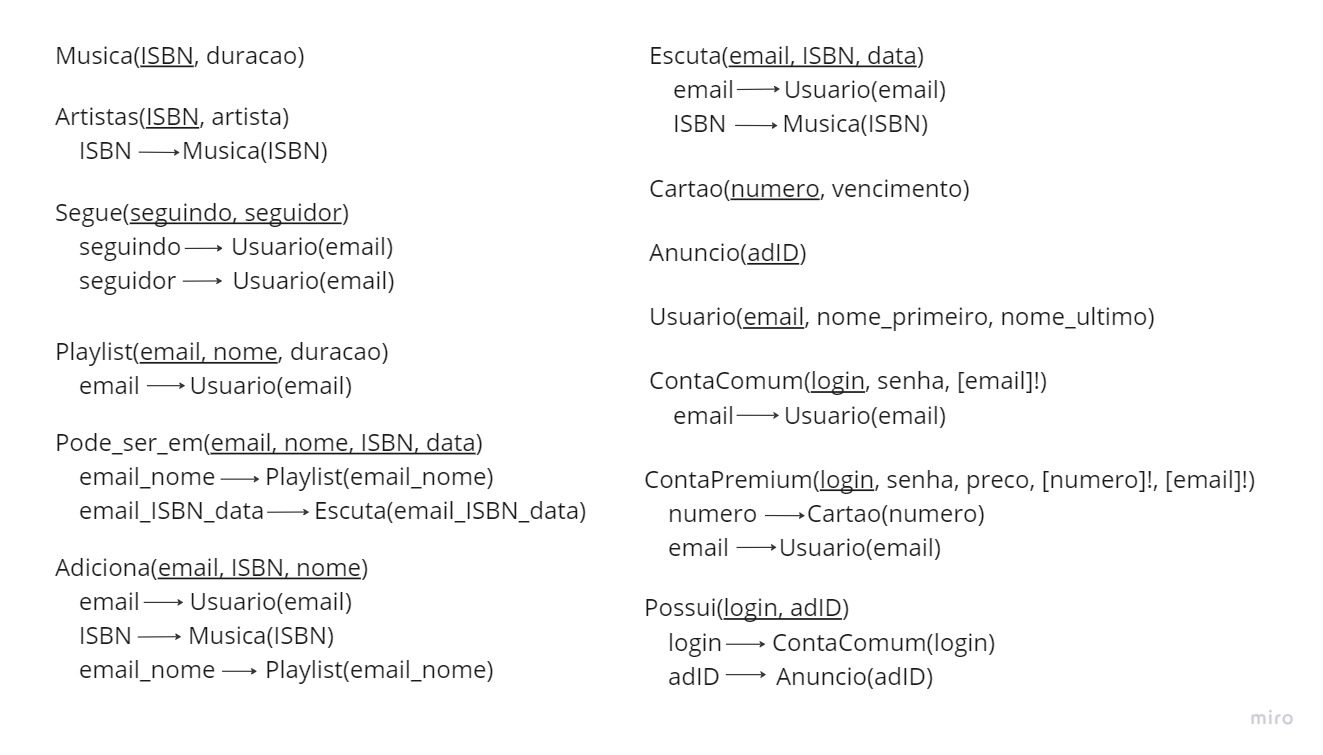 Musica(ISBN, duracao)
Artistas(ISBN, artista)
ISBN → Musica(ISBN)
Segue(seguindo, seguidor)
seguindo → Usuario(email)
seguidor → Usuario(email)
Playlist(email, nome, duracao)
email → Usuario(email)
Pode_ser_em(email, nome, ISBN, data)
email_nome → Playlist(email_nome)
email_ISBN_data → Escuta(email_ISBN_data)
Adiciona(email, ISBN, nome)
email → Usuario(email)
ISBN → Musica(ISBN)
email_nome → Playlist(email_nome)
Escuta(email, ISBN, data)
email → Usuario(email)
ISBN → Musica(ISBN)
Cartao(numero, vencimento)
Anuncio(adID)
Usuario(email, nome_primeiro, nome_ultimo)
ContaComum(login, senha, [email]!)
email → Usuario(email)
ContaPremium(login, senha, preco, [numero]!, [email]!)
numero → Cartao(numero)
email → Usuario(email)
Possui(login, adID)
login → ContaComum(login)
adID → Anuncio(adID)
miro